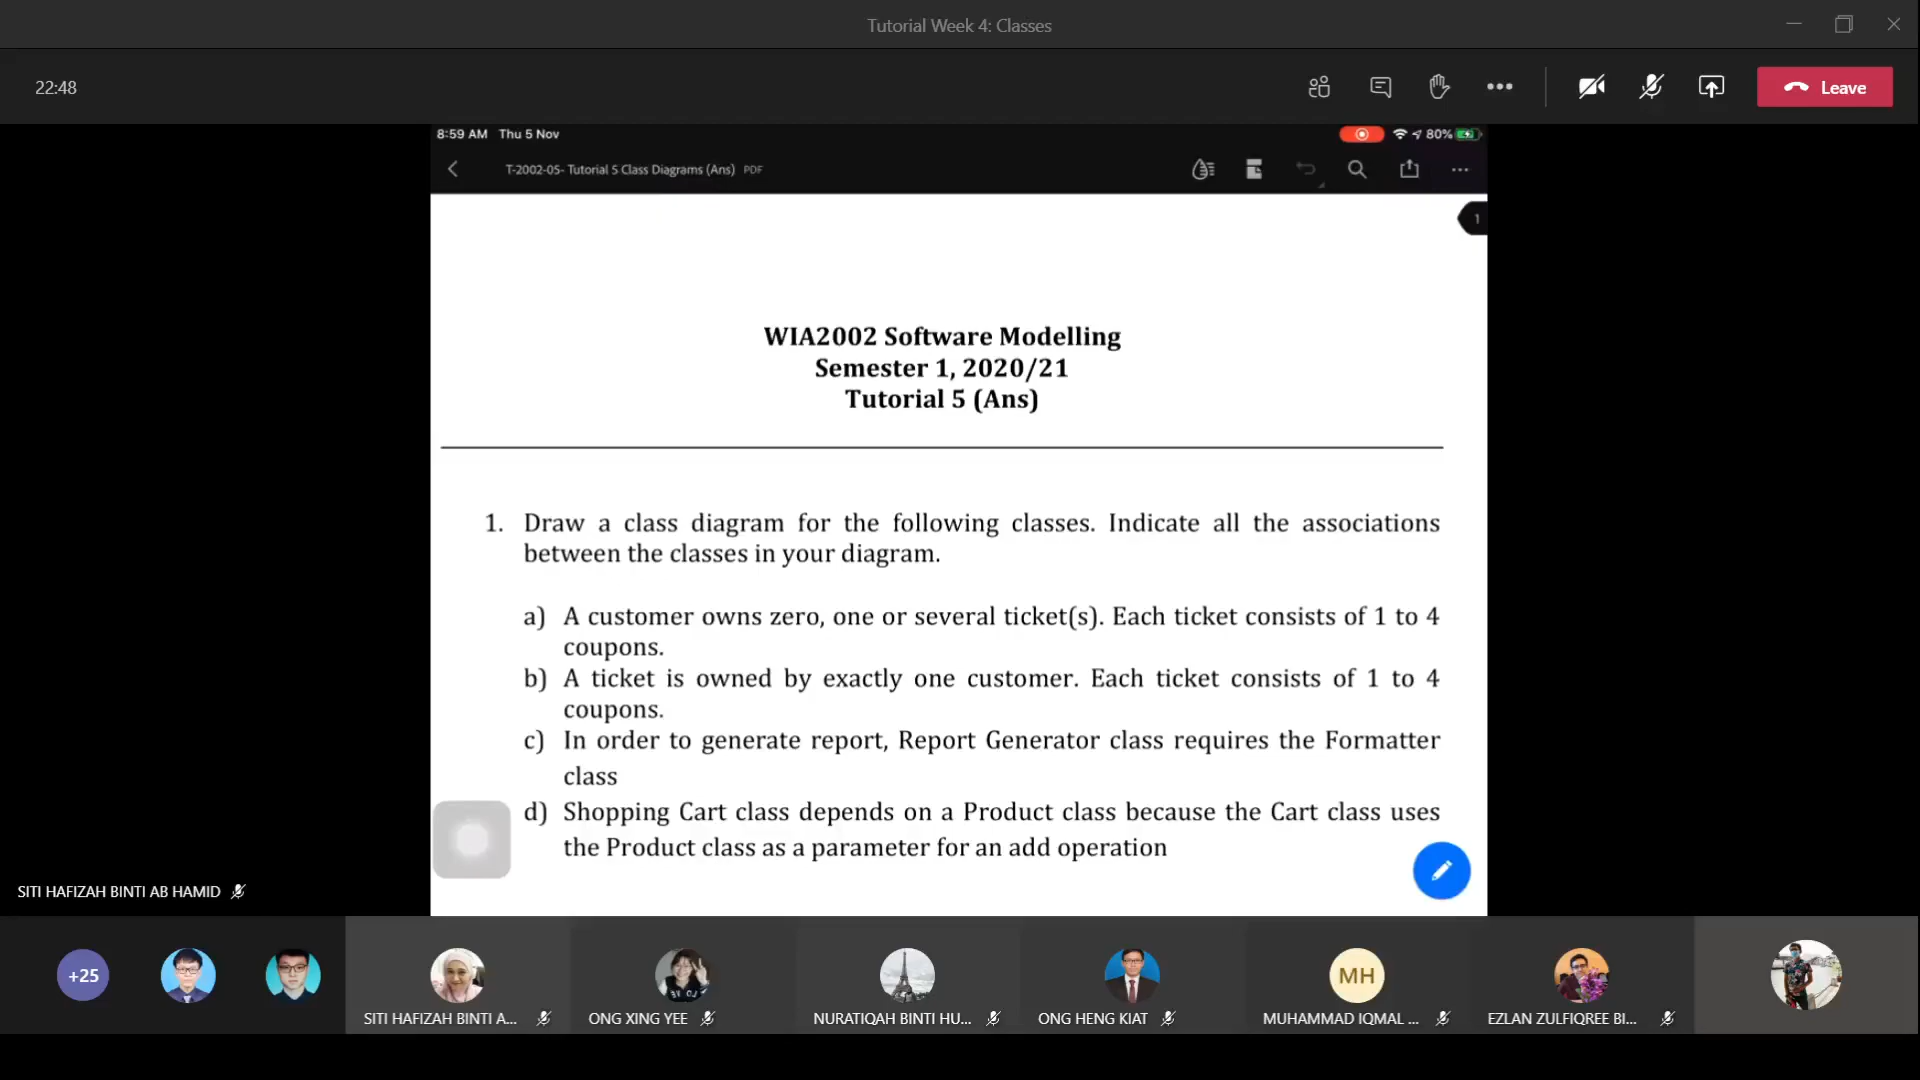 Tutorial Week 4: Classes
22:48
Leave
8:59 AM Thu 5 Nov
80%
T-2002-05- Tutorial 5 Class Diagrams (Ans) PDF
1
WIA2002 Software Modelling
Semester 1, 2020/21
Tutorial 5 (Ans)
1. Draw a class diagram for the following classes. Indicate all the associations
between the classes in your diagram.
a) A customer owns zero, one or several ticket(s). Each ticket consists of 1 to 4
coupons.
b) A ticket is owned by exactly one customer. Each ticket consists of 1 to 4
coupons.
c) In order to generate report, Report Generator class requires the Formatter
class
d) Shopping Cart class depends on a Product class because the Cart class uses
the Product class as a parameter for an add operation
SITI HAFIZAH BINTI AB HAMID
+25
MH
SITI HAFIZAH BINTI A...
ONG XING YEE
NURATIQAH BINTI HU...
ONG HENG KIAT
MUHAMMAD IQMAL ...
EZLAN ZULFIQREE BI...